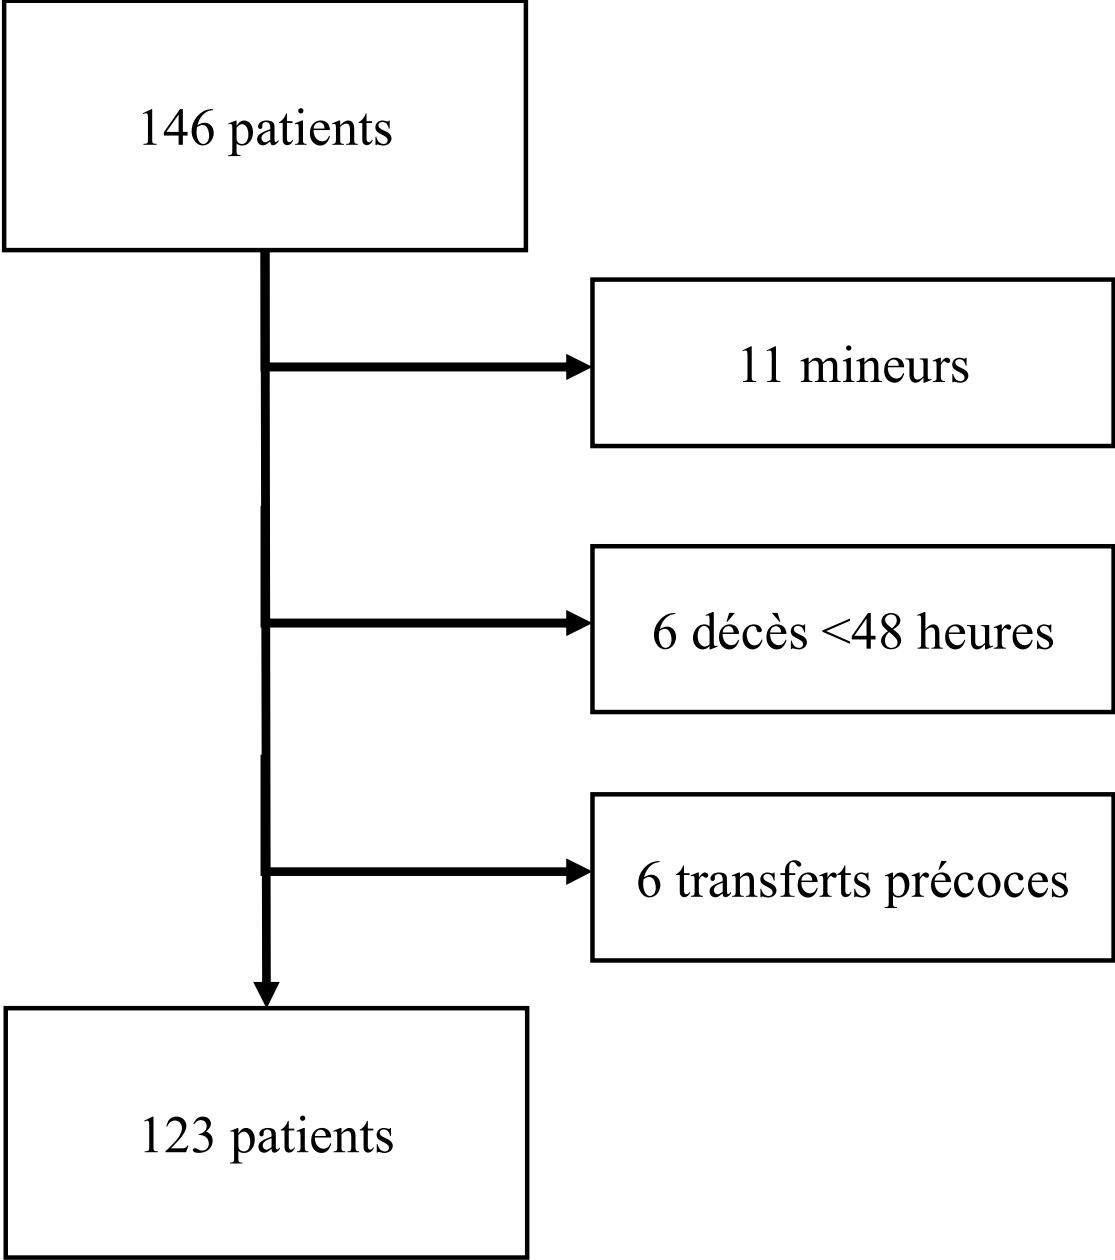 146 patients
11 mineurs
6 décès <48 heures
6 transferts précoces
123 patients